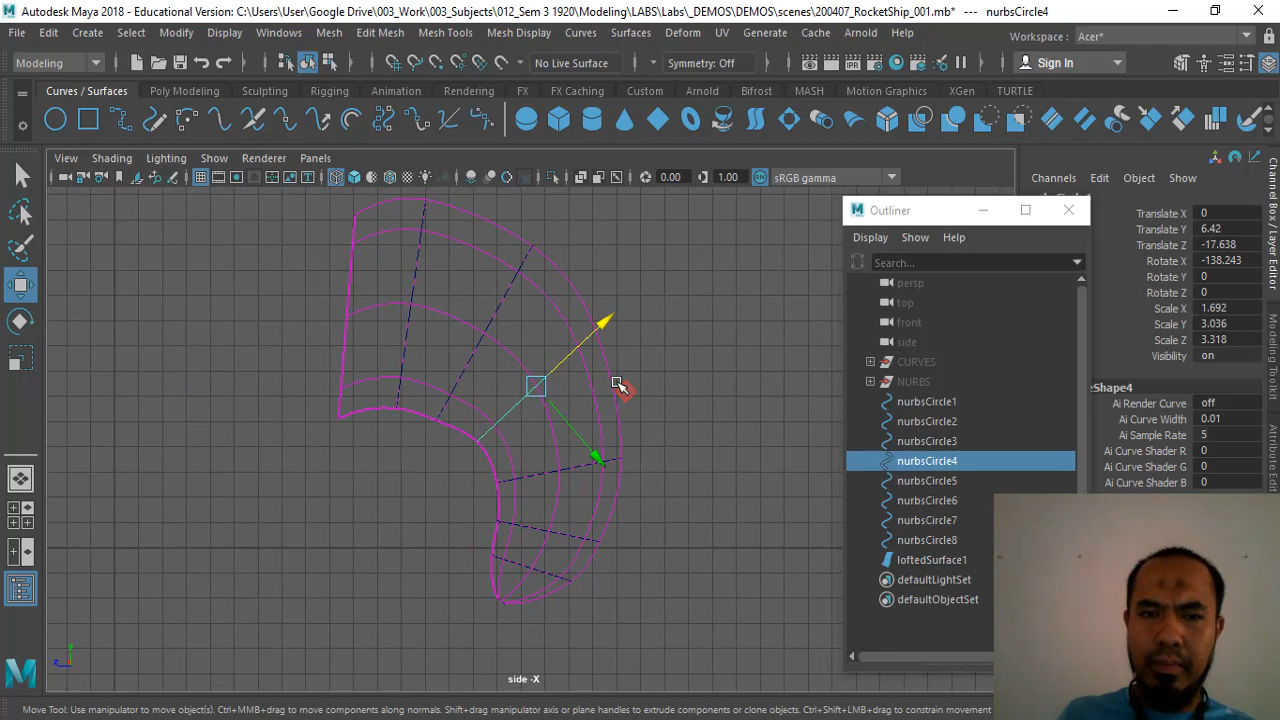 Autodesk Maya 2018 - Educational Version: C:\Users\User\Google Drive\003_Work\003_Subjects\012_Sem 3 1920\Modeling\LABS\Labs\_DEMOS\DEMOS\scenes\200407_RocketShip_001.mb* --- nurbsCircle4
File Edit Create Select Modify Display Windows Mesh Edit Mesh Mesh Tools Mesh Display Curves Surfaces Deform UV Generate Cache Arnold Help
Workspace : Acer*
Modeling No Live Surface Symmetry: Off Sign In
Curves / Surfaces Poly Modeling Sculpting Rigging Animation Rendering FX FX Caching Custom Arnold Bifrost MASH Motion Graphics XGen TURTLE
View Shading Lighting Show Renderer Panels
0.00 1.00 sRGB gamma
side -X
Outliner
Display Show Help
Search...
persp
top
front
side
CURVES
NURBS
nurbsCircle1
nurbsCircle2
nurbsCircle3
nurbsCircle4
nurbsCircle5
nurbsCircle6
nurbsCircle7
nurbsCircle8
loftedSurface1
defaultLightSet
defaultObjectSet
Channels Edit Object Show
Translate X 0
Translate Y 6.42
Translate Z -17.638
Rotate X -138.243
Rotate Y 0
Rotate Z 0
Scale X 1.692
Scale Y 3.036
Scale Z 3.318
Visibility on
eShape4
Ai Render Curve off
Ai Curve Width 0.01
Ai Sample Rate 5
Ai Curve Shader R 0
Ai Curve Shader G 0
Ai Curve Shader B 0
Channel Box / Layer Editor
Modeling Toolkit
Attribute
Move Tool: Use manipulator to move object(s). Ctrl+MMB+drag to move components along normals. Shift+drag manipulator axis or plane handles to extrude components or clone objects. Ctrl+Shift+LMB+drag to constrain movement